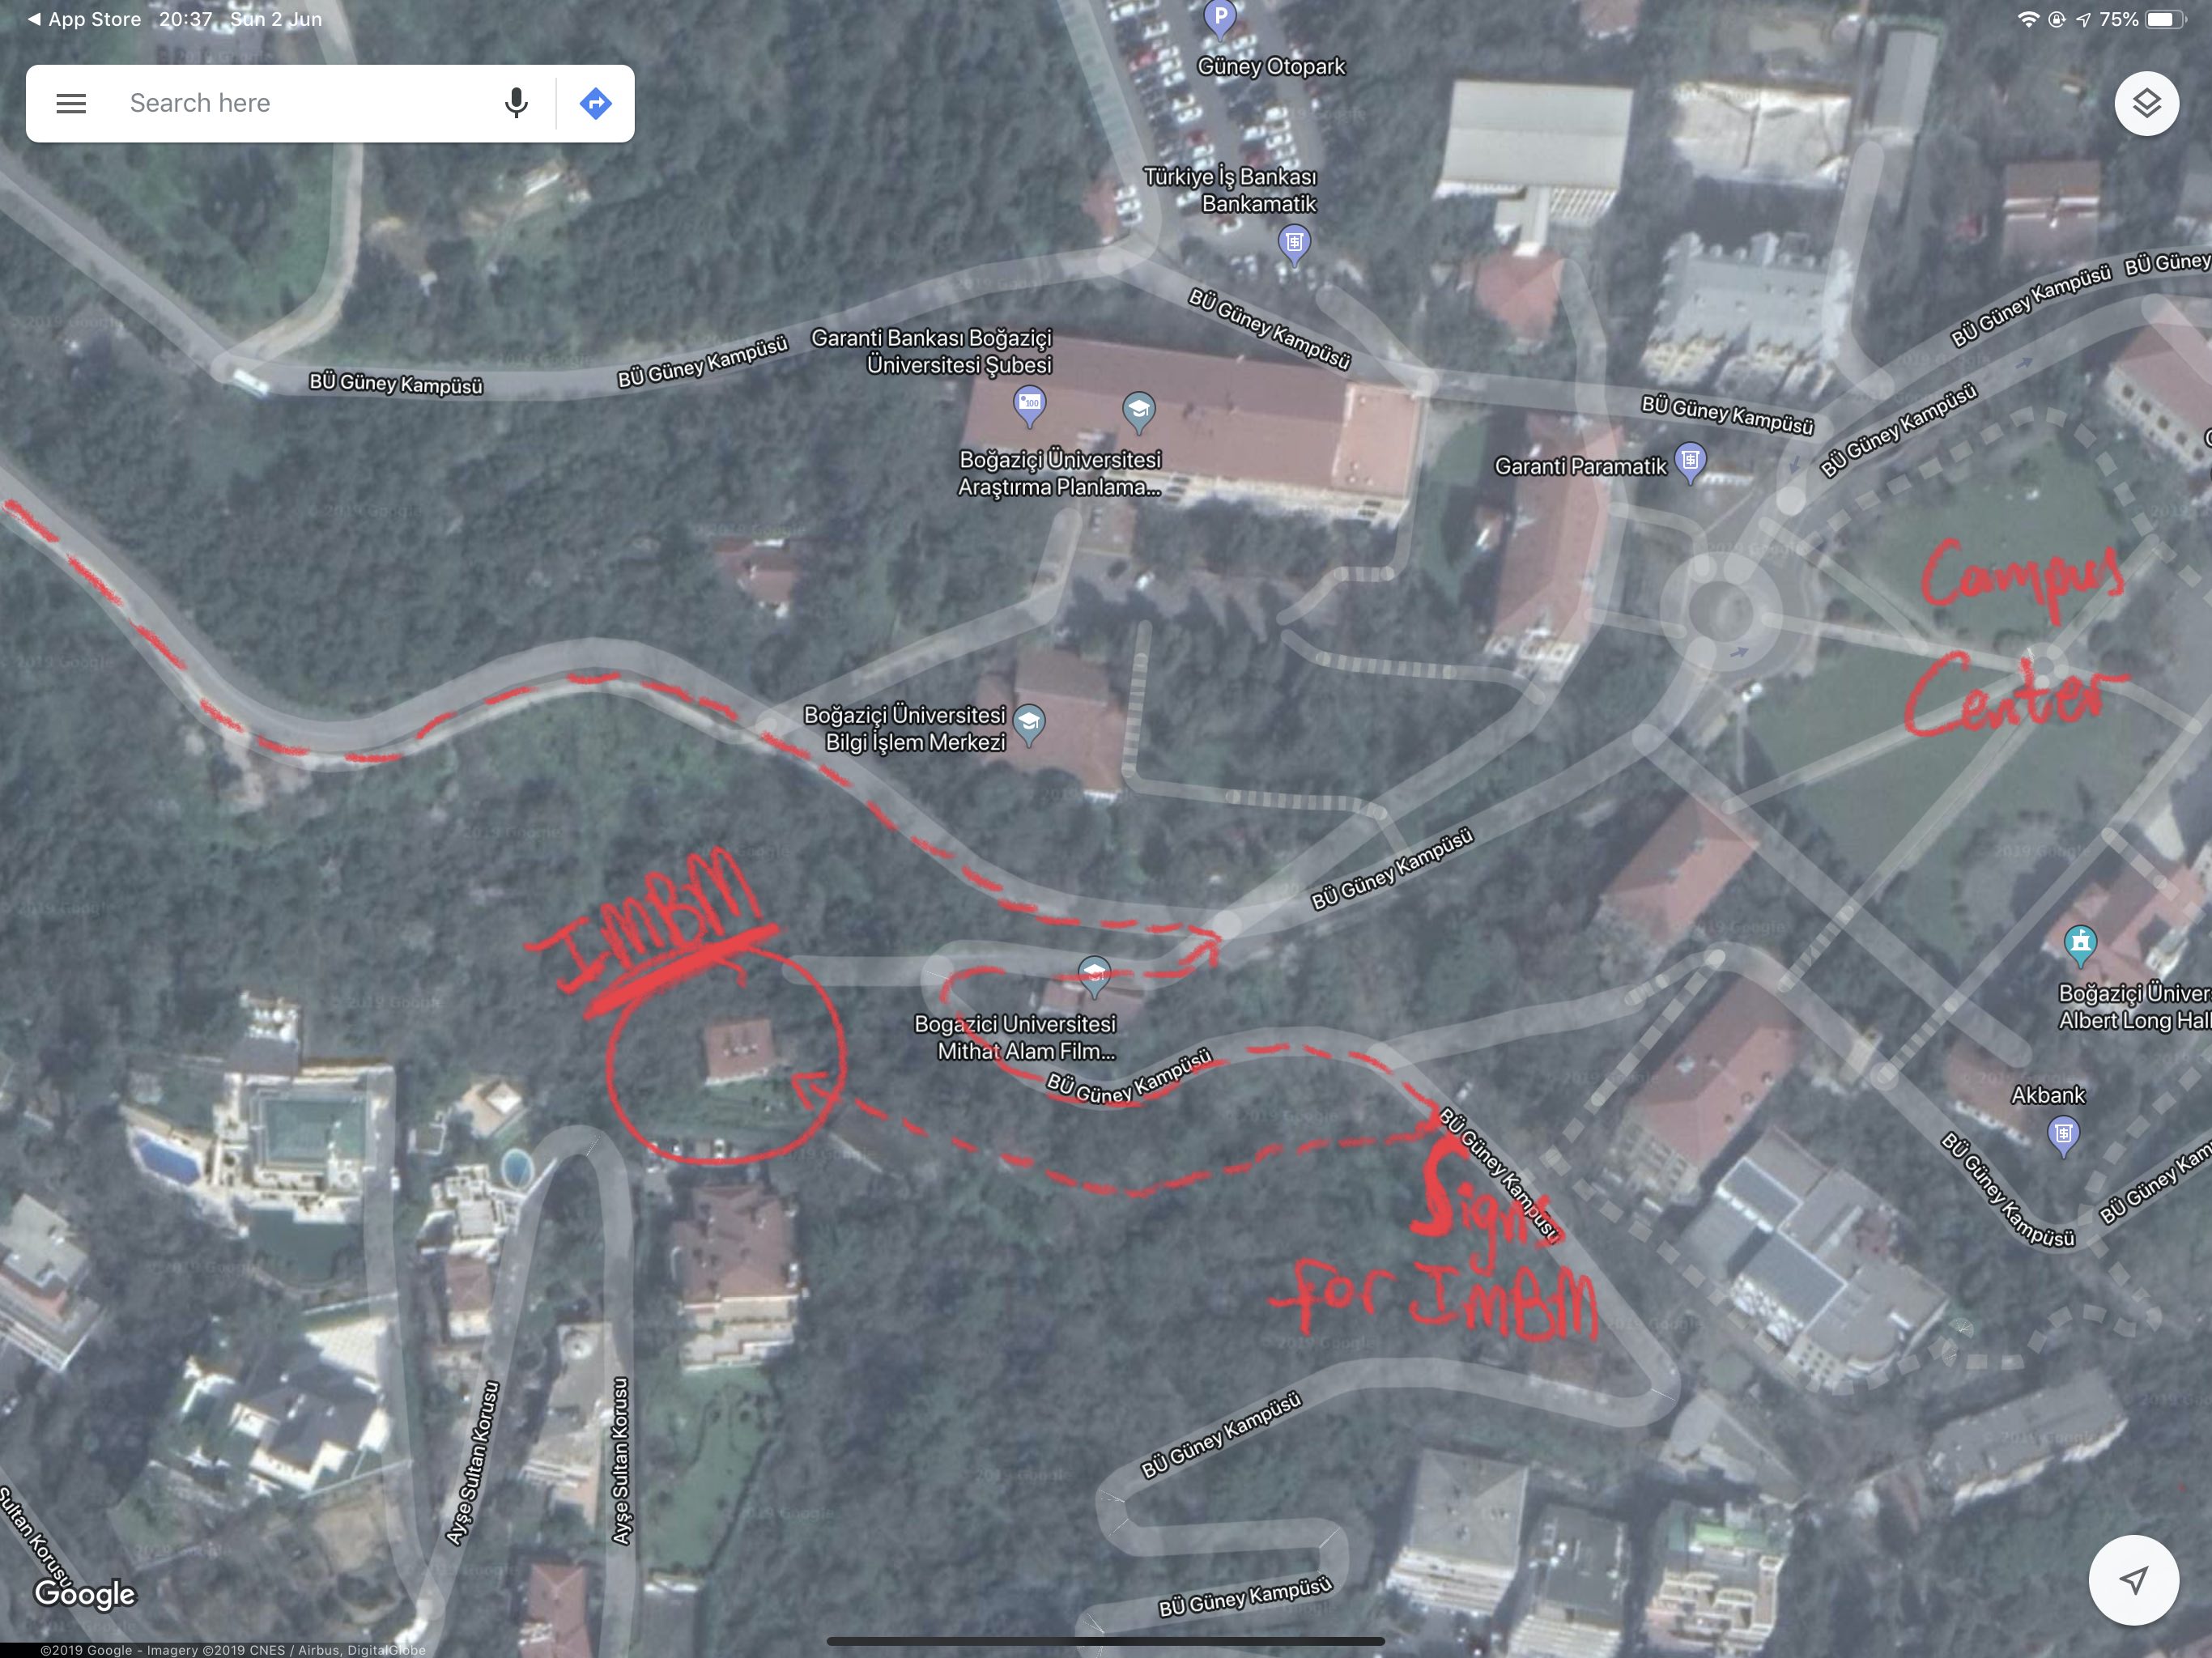 App Store 20:37 Sun 2 Jun
75%
Search here
P
Güney Otopark
Türkiye İş Bankası
Bankamatik
BÜ Güney Kampüsü
BÜ Güney
BÜ Güney Kampüsü
BÜ Güney Kampüsü
BÜ Güney Kampüsü
BÜ Güney Kampüsü
Garanti Bankası Boğaziçi
Üniversitesi Şubesi
100
BÜ Güney Kampüsü
BÜ Güney Kampüsü
Boğaziçi Üniversitesi
Araştırma Planlama...
Garanti Paramatik
Campus
Center
Boğaziçi Üniversitesi
Bilgi İşlem Merkezi
BÜ Güney Kampüsü
IMBM
Bogazici Universitesi
Mithat Alam Film...
BÜ Güney Kampüsü
Boğaziçi Üniver
Albert Long Hall
Akbank
BÜ Güney Kampüsü
BÜ Güney Kampüsü
BÜ Güney Kam
Signs
for IMBM
BÜ Güney Kampüsü
BÜ Güney Kampüsü
Ayşe Sultan Korusu
Ayşe Sultan Korusu
Sultan Korusu
Google
©2019 Google - Imagery ©2019 CNES / Airbus, DigitalGlobe